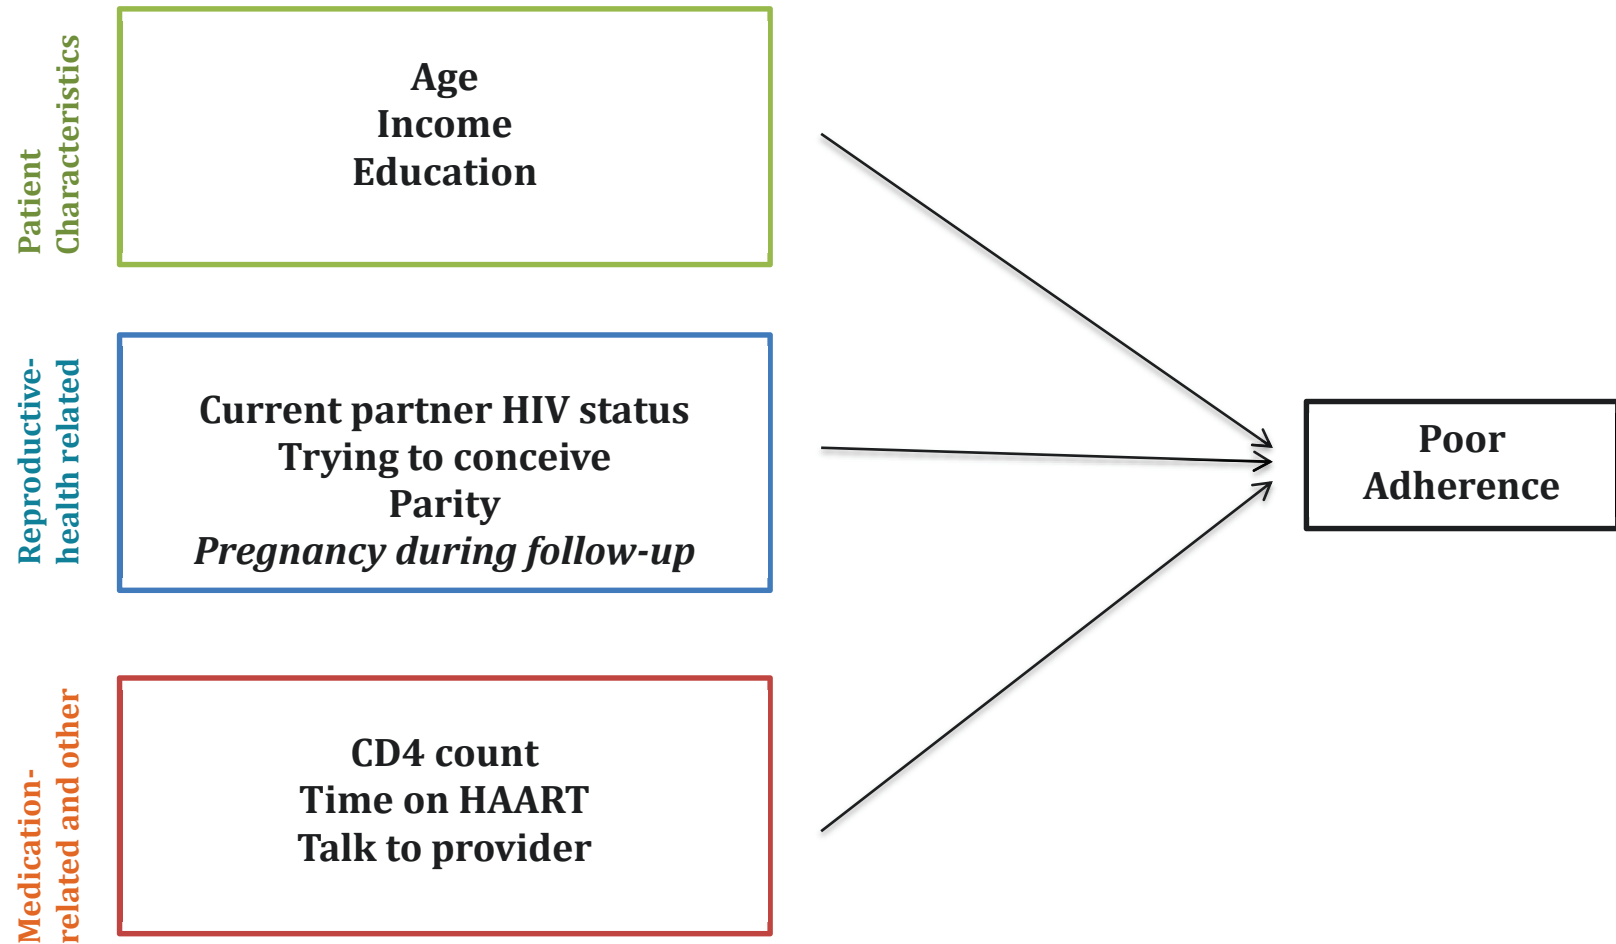 Patient
Characteristics
Age
Income
Education
Reproductive-
health related
Current partner HIV status
Trying to conceive
Parity
Pregnancy during follow-up
Medication-
related and other
CD4 count
Time on HAART
Talk to provider
Poor
Adherence